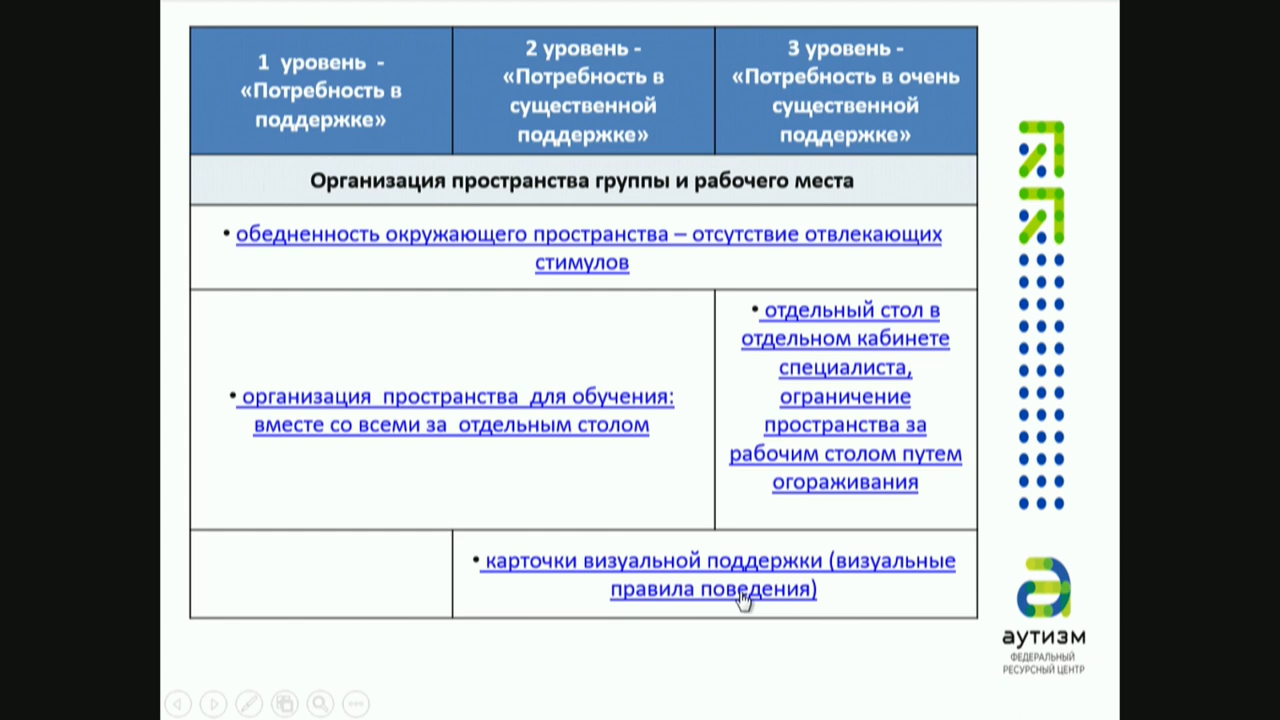 1 уровень -
«Потребность в
поддержке»
2 уровень -
«Потребность в
существенной
поддержке»
3 уровень -
«Потребность в очень
существенной
поддержке»
Организация пространства группы и рабочего места
• обедненность окружающего пространства – отсутствие отвлекающих
стимулов
• организация пространства для обучения:
вместе со всеми за отдельным столом
• отдельный стол в
отдельном кабинете
специалиста,
ограничение
пространства за
рабочим столом путем
огораживания
• карточки визуальной поддержки (визуальные
правила поведения)
аутизм
ФЕДЕРАЛЬНЫЙ
РЕСУРСНЫЙ ЦЕНТР